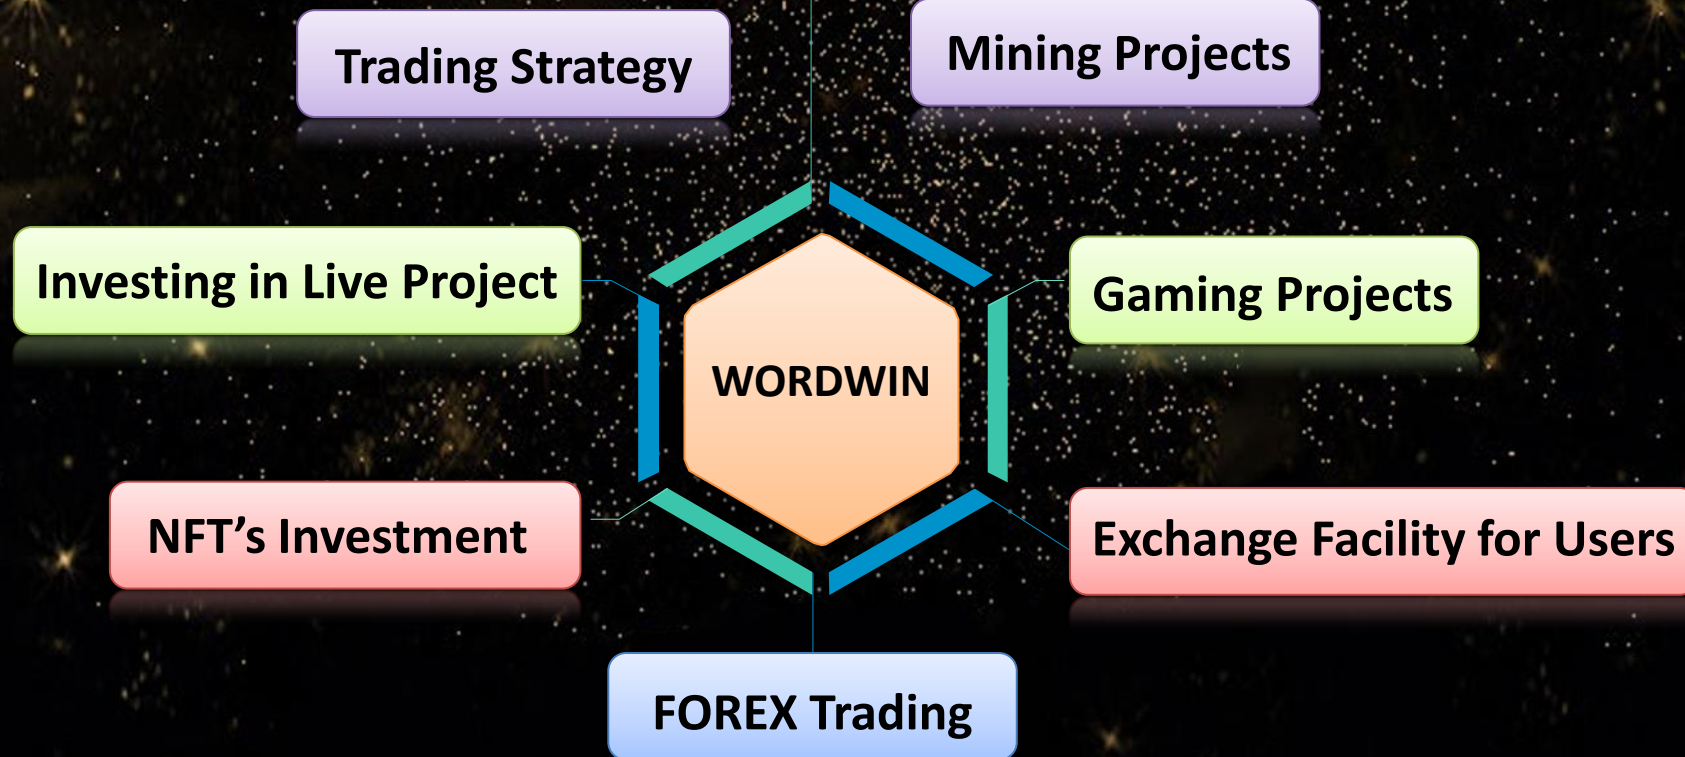 Trading Strategy
Mining Projects
Investing in Live Project
Gaming Projects
WORDWIN
NFT’s Investment
Exchange Facility for Users
FOREX Trading